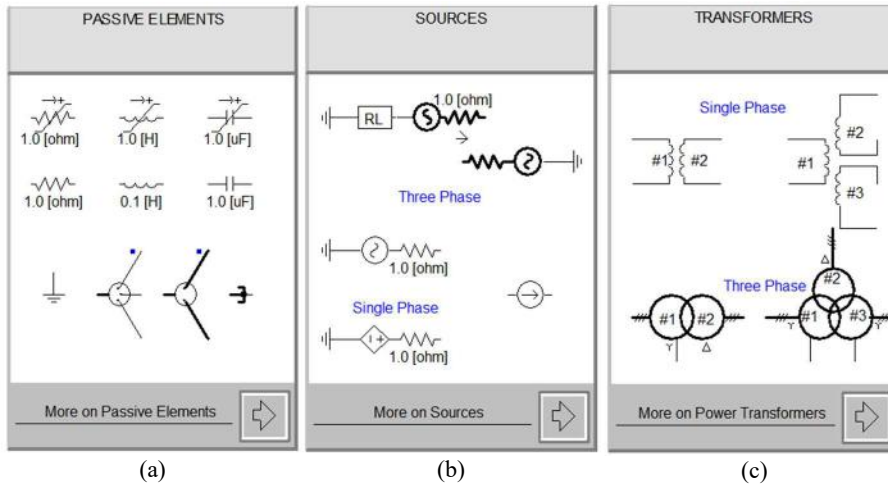 PASSIVE ELEMENTS
1.0 [ohm] 1.0 [H] 1.0 [uF]
1.0 [ohm] 0.1 [H] 1.0 [uF]
3
More on Passive Elements
(a)
SOURCES
1.0 [ohm]
RL
Three Phase
1.0 [ohm]
Single Phase
1.0 [ohm]
More on Sources
(b)
TRANSFORMERS
Single Phase
#1 #2
#1 #2 #3
Three Phase
#1 #2
Y Δ
Δ
#2
#1 #3
Y Y
More on Power Transformers
(c)